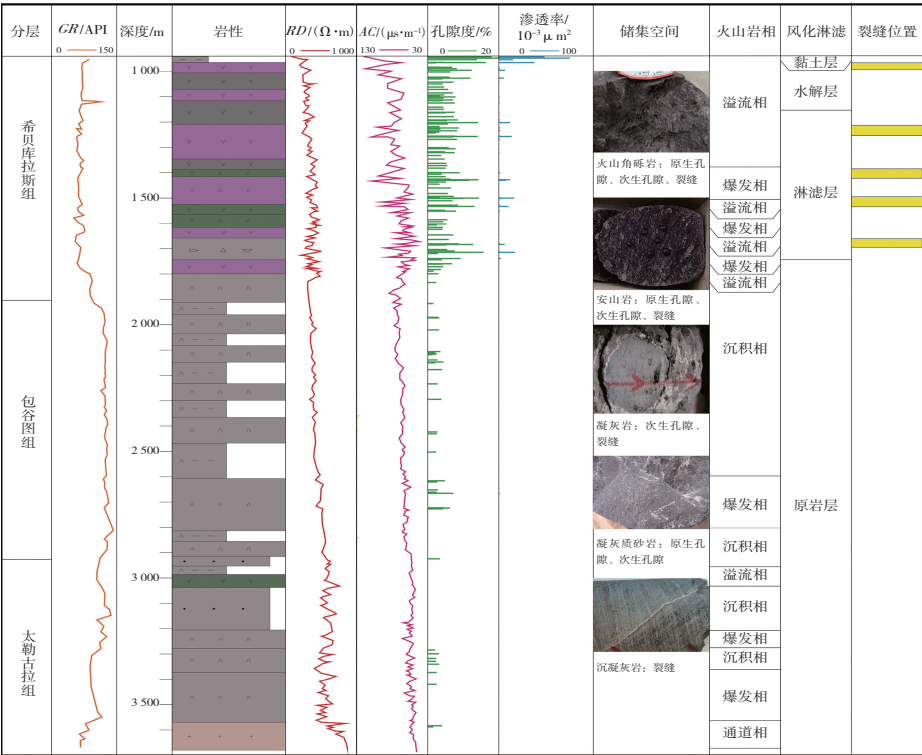 分层
GR/API
0 150
深度/m
岩性
RD/(Ω·m)
0 1 000
AC/(μs·m⁻¹)
130 30
孔隙度/%
0 20
渗透率/
10⁻³μm²
0 100
储集空间
火山岩相
风化淋滤
裂缝位置
希贝库拉斯组
包谷图组
太勒古拉组
1 000
1 500
2 000
2 500
3 000
3 500
火山角砾岩：原生孔
隙、次生孔隙、裂缝
安山岩：原生孔隙、
次生孔隙、裂缝
凝灰岩：次生孔隙、
裂缝
凝灰质砂岩：原生孔
隙、次生孔隙
沉凝灰岩：裂缝
溢流相
爆发相
溢流相
爆发相
溢流相
爆发相
溢流相
沉积相
爆发相
沉积相
溢流相
沉积相
爆发相
沉积相
爆发相
通道相
黏土层
水解层
淋滤层
原岩层